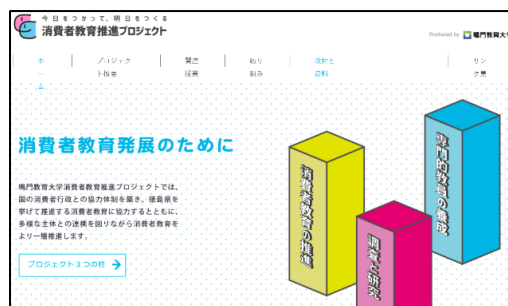 今日をつかって、明日をつくる
消費者教育推進プロジェクト
Produced by 鳴門教育大学
ホーム
プロジェクト概要
関連授業
取り組み
教材と資料
リンク集
消費者教育発展のために
鳴門教育大学消費者教育推進プロジェクトでは、
国の消費者行政との協力体制を築き、徳島県を
挙げて推進する消費者教育に協力するとともに、
多様な主体との連携を図りながら消費者教育を
より一層推進します。
プロジェクト3つの柱
消費者教育の推進
調査と研究
専門的教員の養成